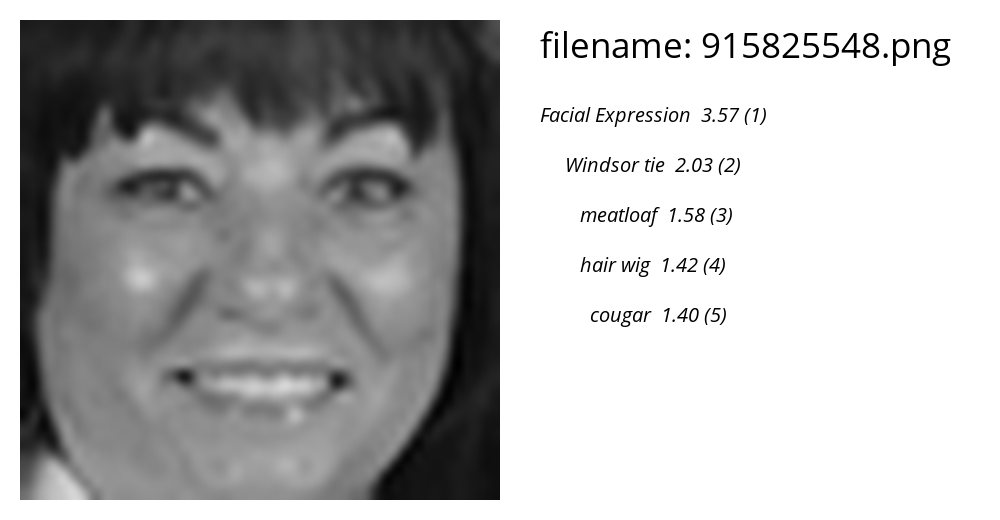 filename: 915825548.png
Facial Expression 3.57 (1)
Windsor tie 2.03 (2)
meatloaf 1.58 (3)
hair wig 1.42 (4)
cougar 1.40 (5)